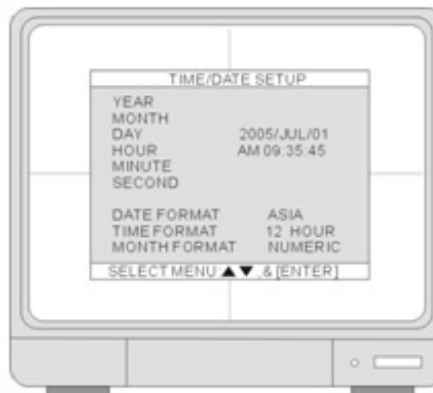 TIME/DATE SETUP
YEAR
MONTH
DAY 2005/JUL/01
HOUR AM 09:35:45
MINUTE
SECOND
DATE FORMAT ASIA
TIME FORMAT 12 HOUR
MONTH FORMAT NUMERIC
SELECT MENU ▲▼, & [ENTER]